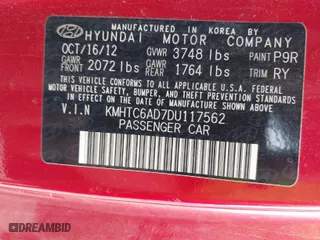 MANUFACTURED IN KOREA
HYUNDAI MOTOR COMPANY
OCT/16/12 GVWR 3748 lbs PAINT P9R
GAWR FRONT 2072 lbs GAWR REAR 1764 lbs TRIM RY
THIS VEHICLE CONFORMS TO ALL APPLICABLE U.S.A. FEDERAL
MOTOR VEHICLE SAFETY, BUMPER, AND THEFT PREVENTION
STANDARDS IN EFFECT ON THE DATE OF MANUFACTURE SHOWN ABOVE.
V.I.N KMHTC6AD7DU117562
PASSENGER CAR
DREAMBID